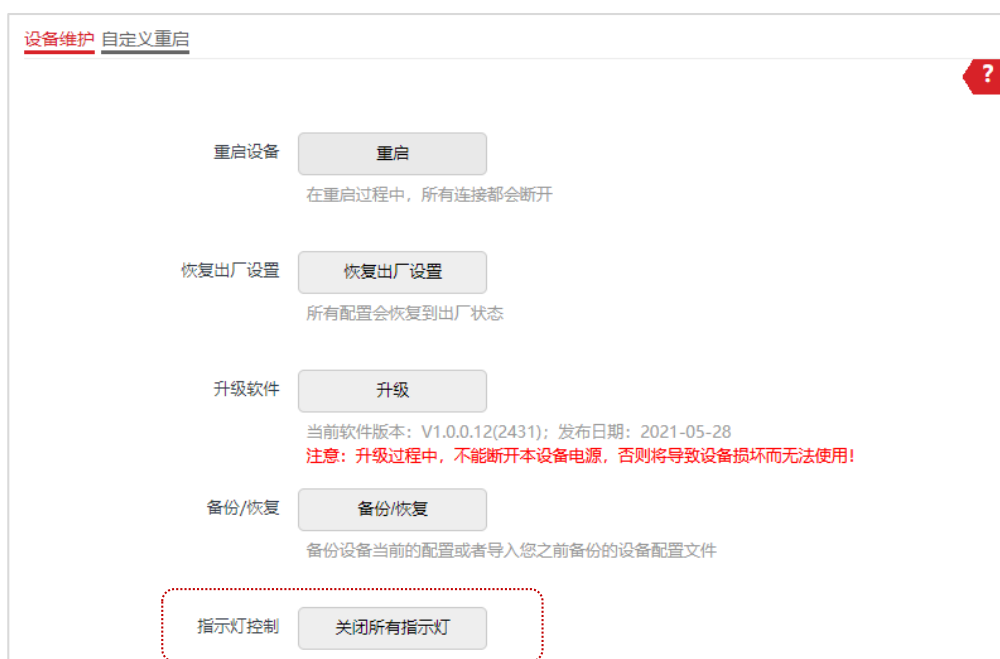 设备维护 自定义重启
?
重启设备 重启
在重启过程中，所有连接都会断开
恢复出厂设置 恢复出厂设置
所有配置会恢复到出厂状态
升级软件 升级
当前软件版本：V1.0.0.12(2431)；发布日期：2021-05-28
注意：升级过程中，不能断开本设备电源，否则将导致设备损坏而无法使用！
备份/恢复 备份/恢复
备份设备当前的配置或者导入您之前备份的设备配置文件
指示灯控制 关闭所有指示灯